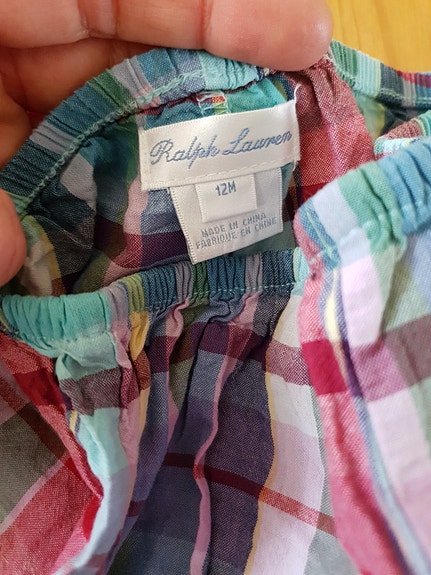 Ralph Lauren
12M
MADE IN CHINA
FABRIQUÉ EN CHINE